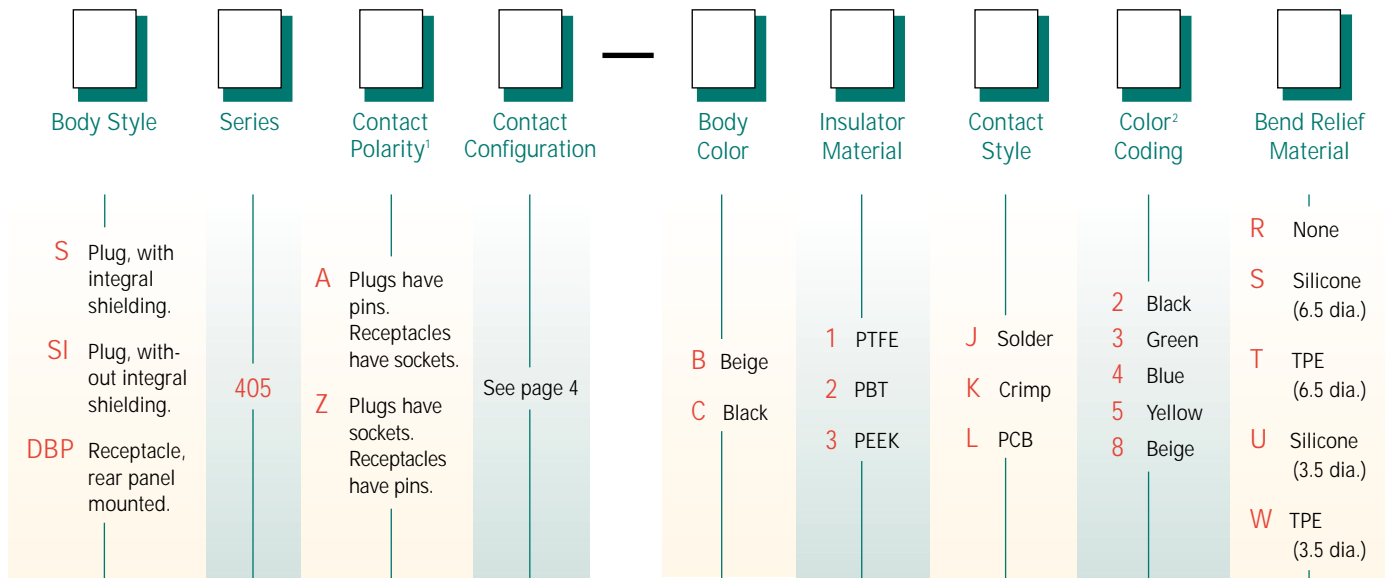 Body Style
Series
Contact
Polarity¹
Contact
Configuration
—
Body
Color
Insulator
Material
Contact
Style
Color²
Coding
Bend Relief
Material
S Plug, with
integral
shielding.
SI Plug, with-
out integral
shielding.
DBP Receptacle,
rear panel
mounted.
405
A Plugs have
pins.
Receptacles
have sockets.
Z Plugs have
sockets.
Receptacles
have pins.
See page 4
B Beige
C Black
1 PTFE
2 PBT
3 PEEK
J Solder
K Crimp
L PCB
2 Black
3 Green
4 Blue
5 Yellow
8 Beige
R None
S Silicone
(6.5 dia.)
T TPE
(6.5 dia.)
U Silicone
(3.5 dia.)
W TPE
(3.5 dia.)